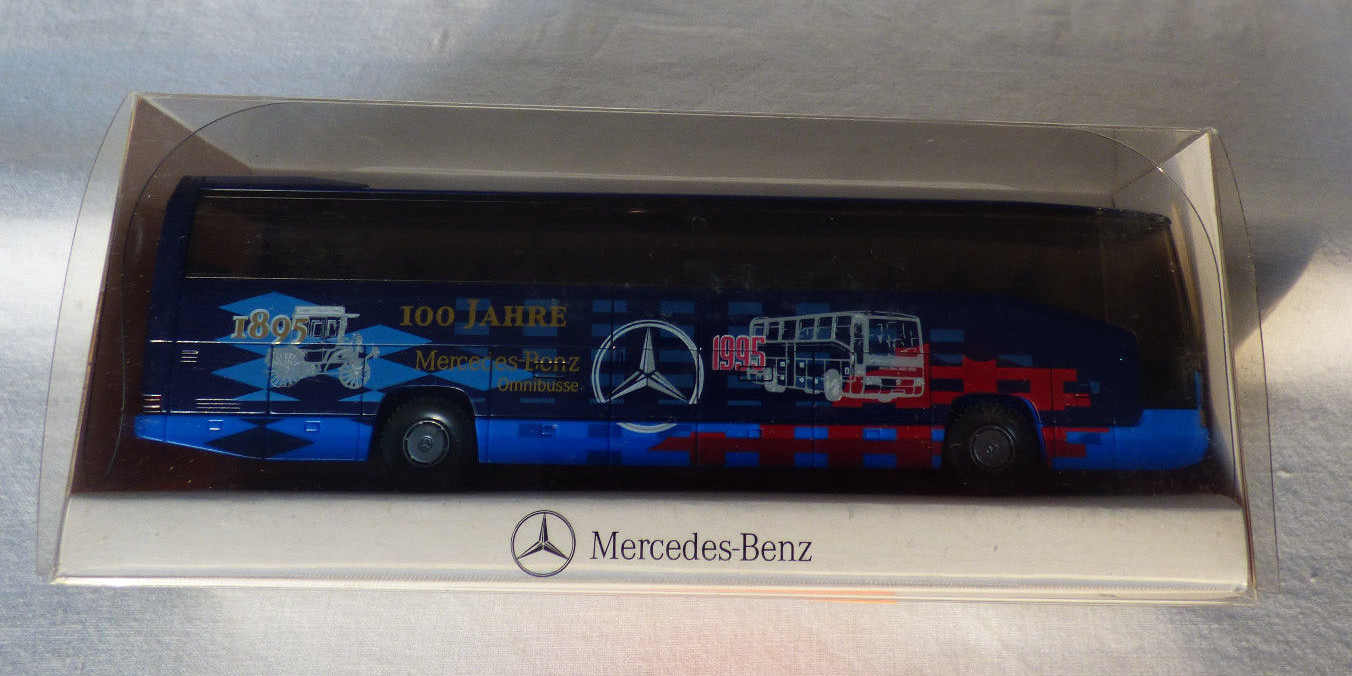 1895
100 JAHRE
Mercedes-Benz
Omnibusse
1995
Mercedes-Benz